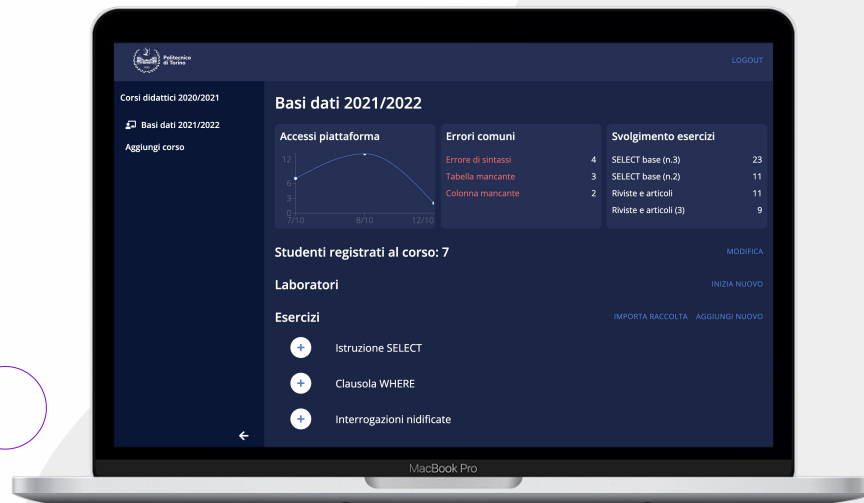 Politecnico
di Torino
LOGOUT
Corsi didattici 2020/2021
Basi dati 2021/2022
Aggiungi corso
Basi dati 2021/2022
Accessi piattaforma
12
6
3
0
7/10 8/10 12/10
Errori comuni
Errore di sintassi 4
Tabella mancante 3
Colonna mancante 2
Svolgimento esercizi
SELECT base (n.3) 23
SELECT base (n.2) 11
Riviste e articoli 11
Riviste e articoli (3) 9
Studenti registrati al corso: 7 MODIFICA
Laboratori INIZIA NUOVO
Esercizi IMPORTA RACCOLTA AGGIUNGI NUOVO
Istruzione SELECT
Clausola WHERE
Interrogazioni nidificate
MacBook Pro